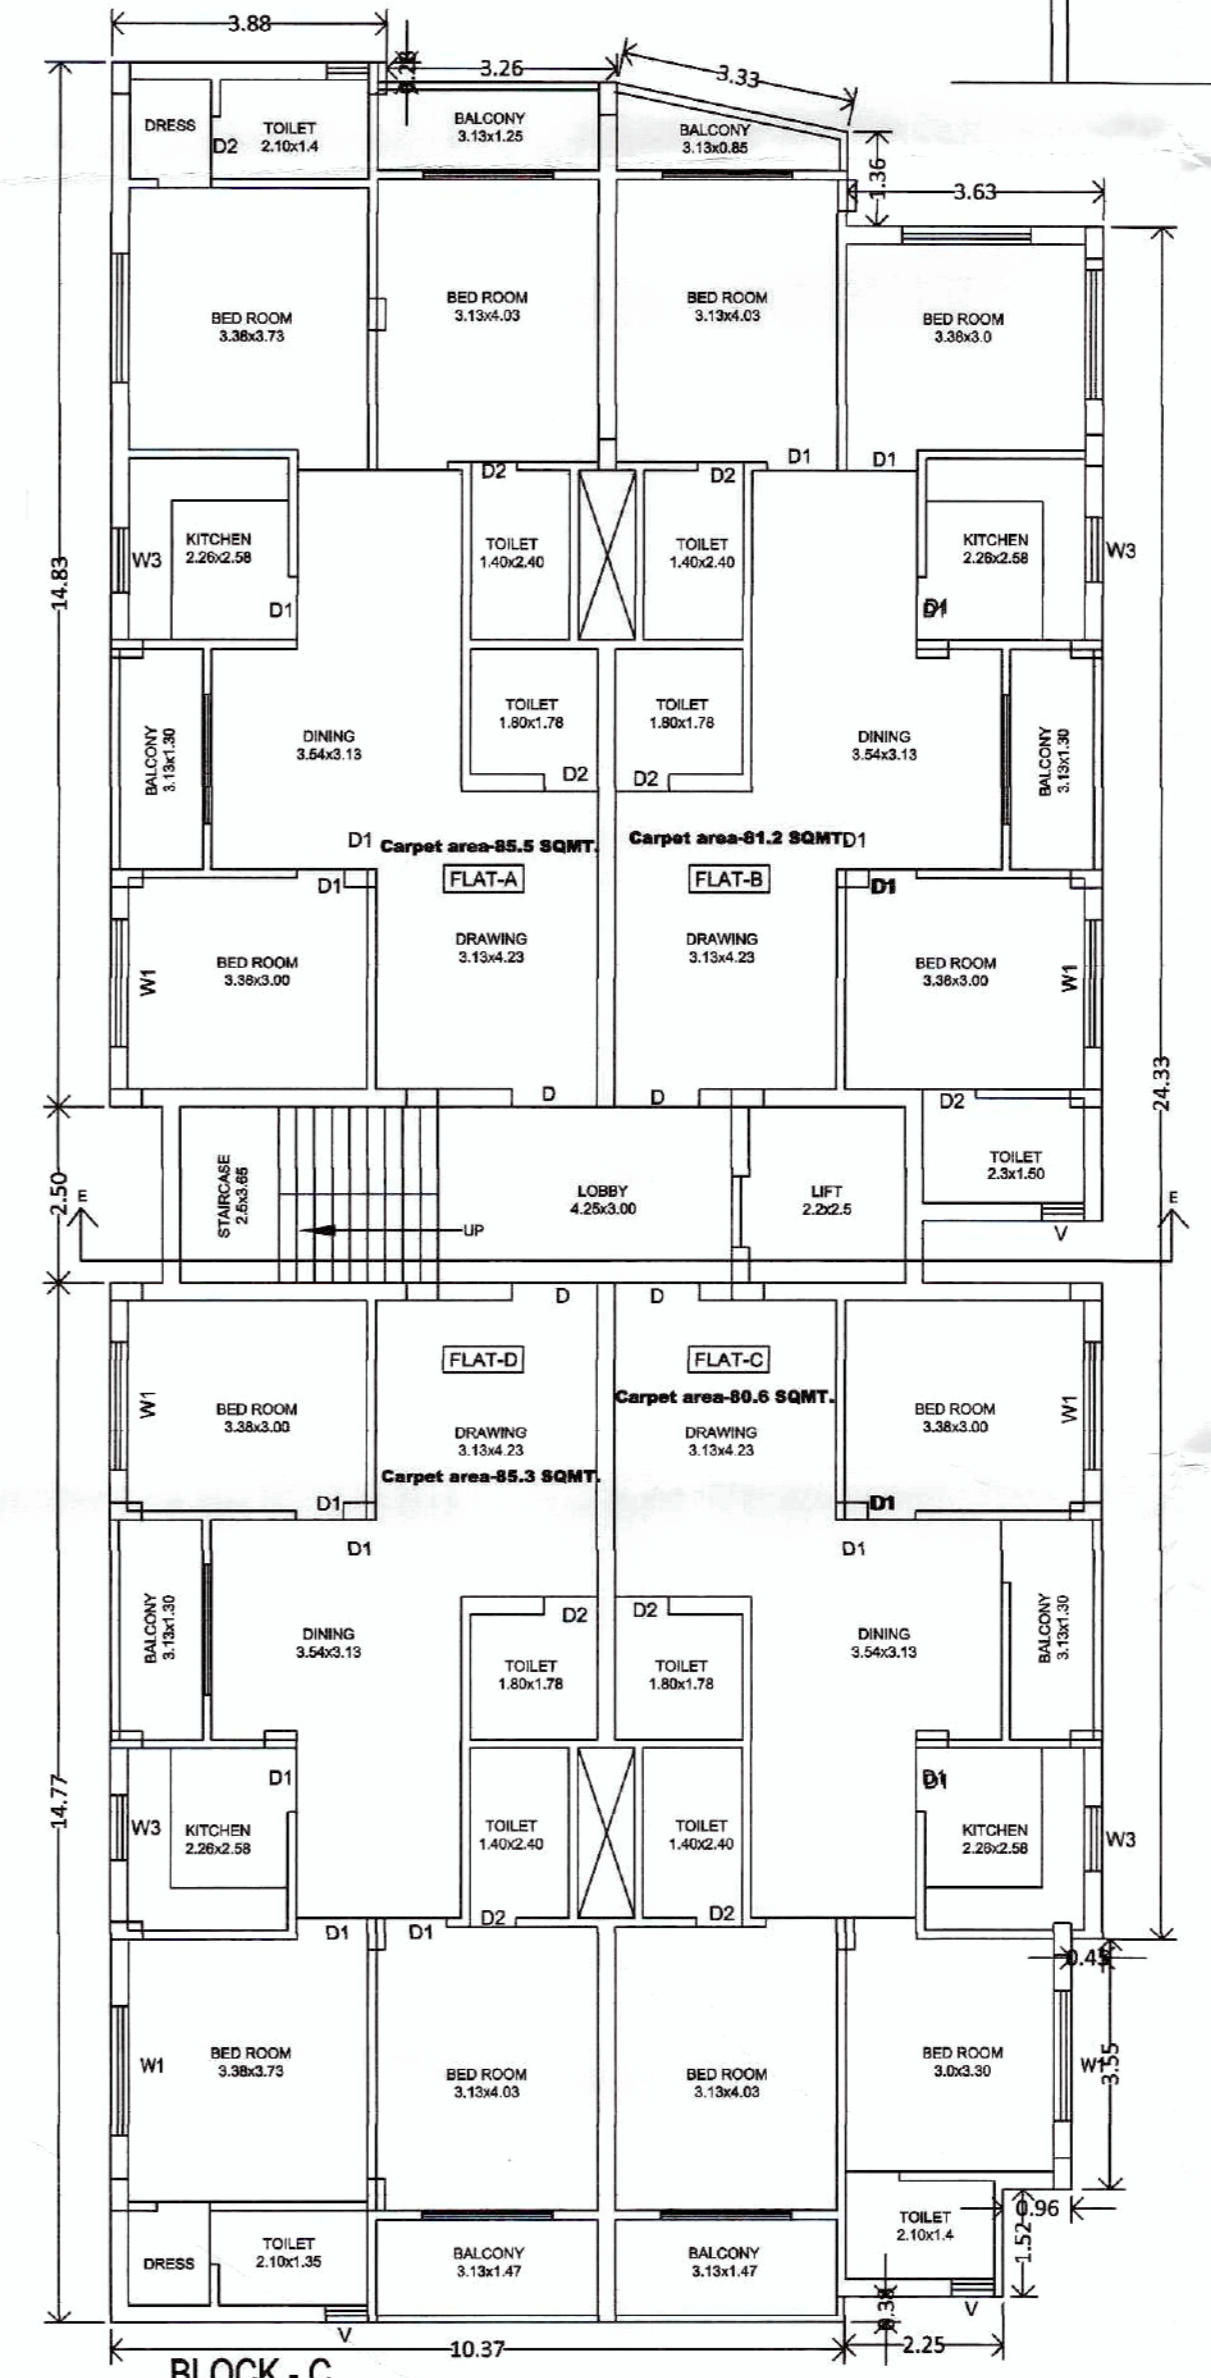 3.88
3.26
3.33
DRESS
D2
TOILET
2.10x1.4
BALCONY
3.13x1.25
BALCONY
3.13x0.85
1.36
3.63
BED ROOM
3.38x3.73
BED ROOM
3.13x4.03
BED ROOM
3.13x4.03
BED ROOM
3.38x3.0
14.83
D2
D2
D1
D1
W3
KITCHEN
2.26x2.58
D1
TOILET
1.40x2.40
TOILET
1.40x2.40
KITCHEN
2.26x2.58
W3
D1
BALCONY
3.13x1.30
DINING
3.54x3.13
TOILET
1.80x1.78
D2
TOILET
1.80x1.78
D2
DINING
3.54x3.13
BALCONY
3.13x1.30
D1
Carpet area-85.5 SQMT.
Carpet area-81.2 SQMT.
D1
D1
FLAT-A
FLAT-B
D1
W1
BED ROOM
3.38x3.00
DRAWING
3.13x4.23
DRAWING
3.13x4.23
BED ROOM
3.38x3.00
W1
24.33
D
D
D2
2.50
E
STAIRCASE
2.5x3.65
UP
LOBBY
4.25x3.00
LIFT
2.2x2.5
TOILET
2.3x1.50
V
E
D
D
FLAT-D
FLAT-C
W1
BED ROOM
3.38x3.00
Carpet area-80.6 SQMT.
DRAWING
3.13x4.23
DRAWING
3.13x4.23
BED ROOM
3.38x3.00
W1
Carpet area-85.3 SQMT.
D1
D1
D1
D1
BALCONY
3.13x1.30
DINING
3.54x3.13
D2
TOILET
1.80x1.78
D2
TOILET
1.80x1.78
DINING
3.54x3.13
BALCONY
3.13x1.30
14.77
D1
W3
KITCHEN
2.26x2.58
TOILET
1.40x2.40
TOILET
1.40x2.40
D1
KITCHEN
2.26x2.58
W3
D1
D1
D2
D2
0.45
W1
BED ROOM
3.38x3.73
BED ROOM
3.13x4.03
BED ROOM
3.13x4.03
BED ROOM
3.0x3.30
3.55
DRESS
TOILET
2.10x1.35
BALCONY
3.13x1.47
BALCONY
3.13x1.47
TOILET
2.10x1.4
0.96
1.52
V
V
10.37
2.25
BLOCK - C